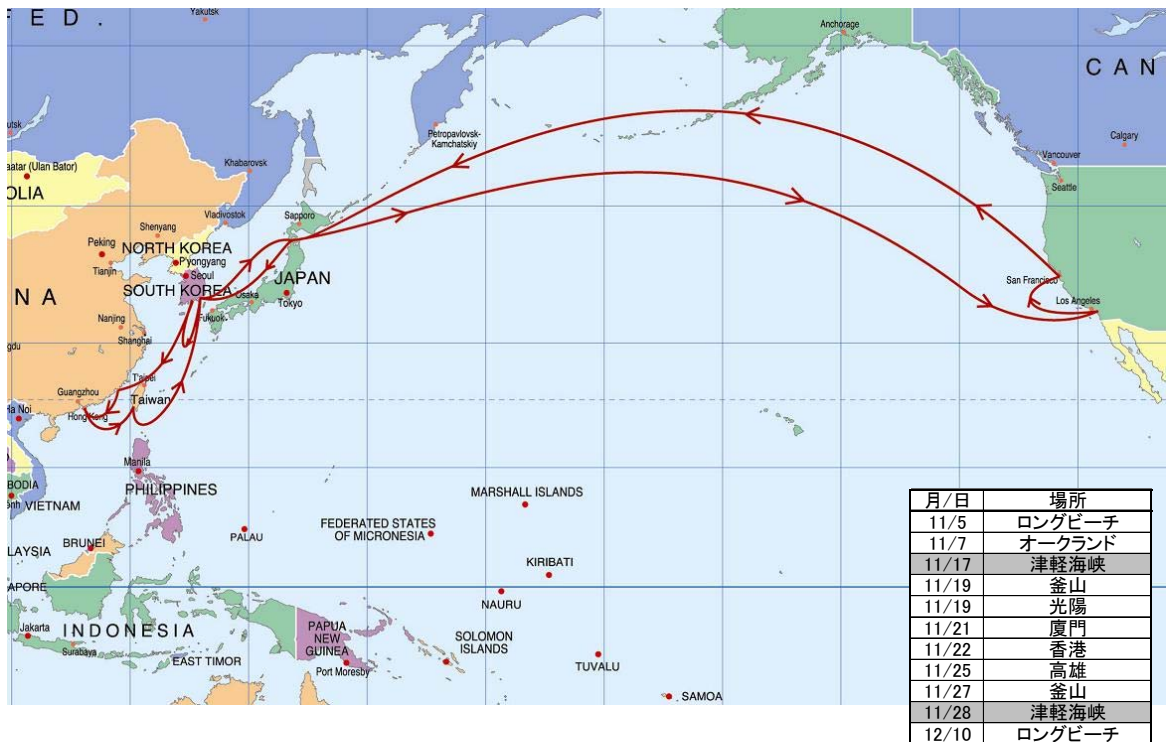 F E D .
Yakutsk
Anchorage
C A N
Petropavlovsk-
Kamchatskiy
utsk
Khabarovsk
Calgary
Vancouver
aatar (Ulan Bator)
OLIA
Seattle
Vladivostok
Sapporo
Shenyang
Peking
NORTH KOREA
P'yongyang
Tianjin
Seoul
JAPAN
San Francisco
N A
SOUTH KOREA
Osaka
Tokyo
Los Angeles
Nanjing
Fukuok
Shanghai
ngdu
T'aipei
Guangzhou
Taiwan
Ha Noi
Hong Kong
Manila
BODIA
PHILIPPINES
MARSHALL ISLANDS
VIETNAM
FEDERATED STATES
OF MICRONESIA
PALAU
BRUNEI
LAYSIA
KIRIBATI
APORE
NAURU
Jakarta
INDONESIA
PAPUA
NEW
GUINEA
SOLOMON
ISLANDS
Surabaya
EAST TIMOR
Port Moresby
TUVALU
SAMOA
月/日 場所
11/5 ロングビーチ
11/7 オークランド
11/17 津軽海峡
11/19 釜山
11/19 光陽
11/21 廈門
11/22 香港
11/25 高雄
11/27 釜山
11/28 津軽海峡
12/10 ロングビーチ